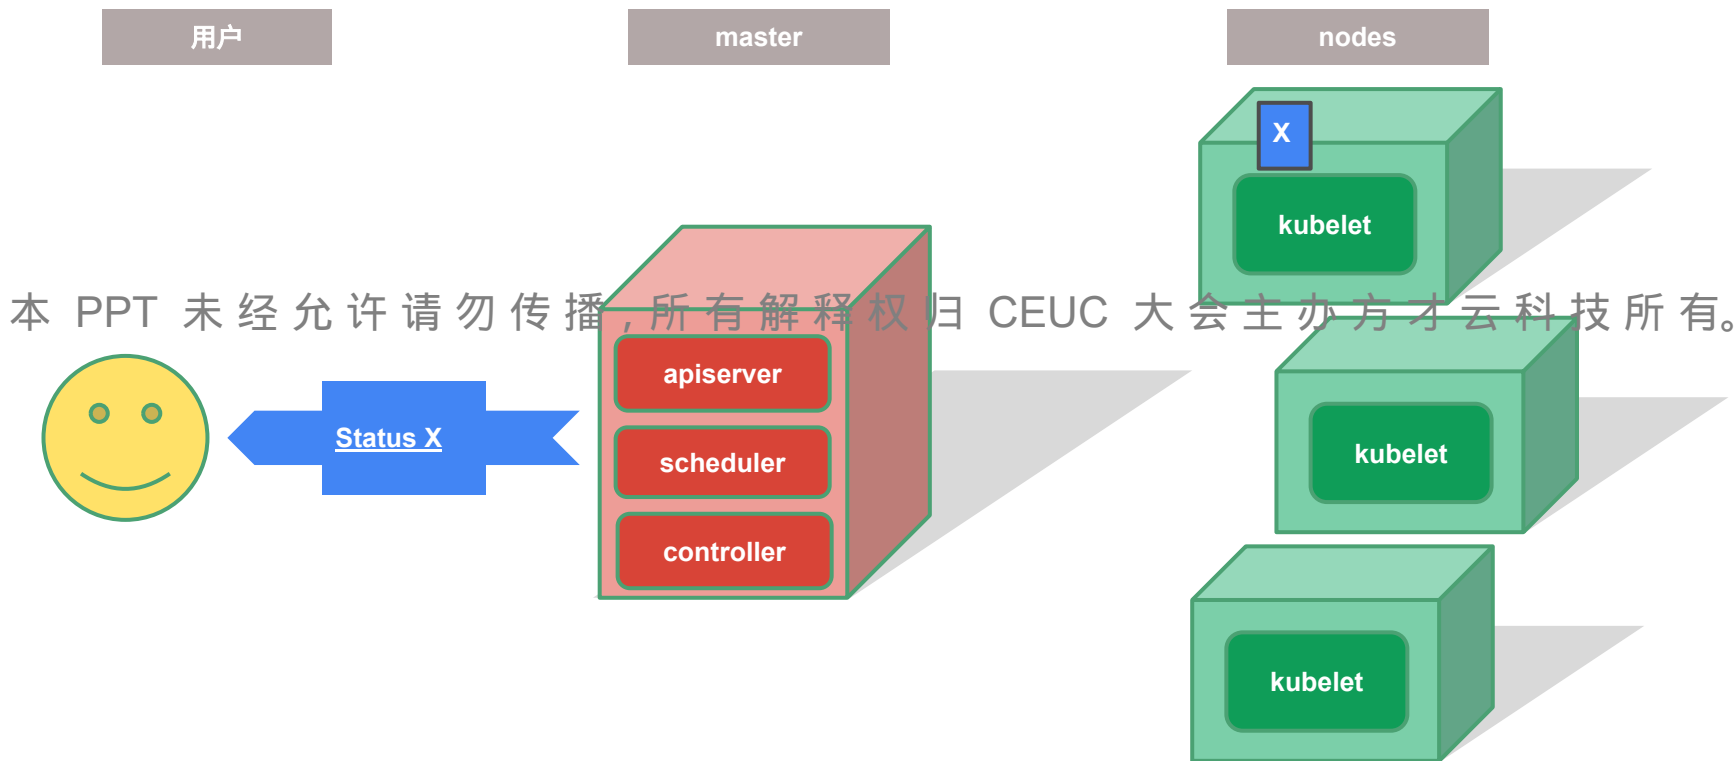 用户
master
nodes
X
kubelet
本 PPT 未经允许请勿传播，所有解释权归 CEUC 大会主办方才云科技所有。
apiserver
Status X
scheduler
controller
kubelet
kubelet